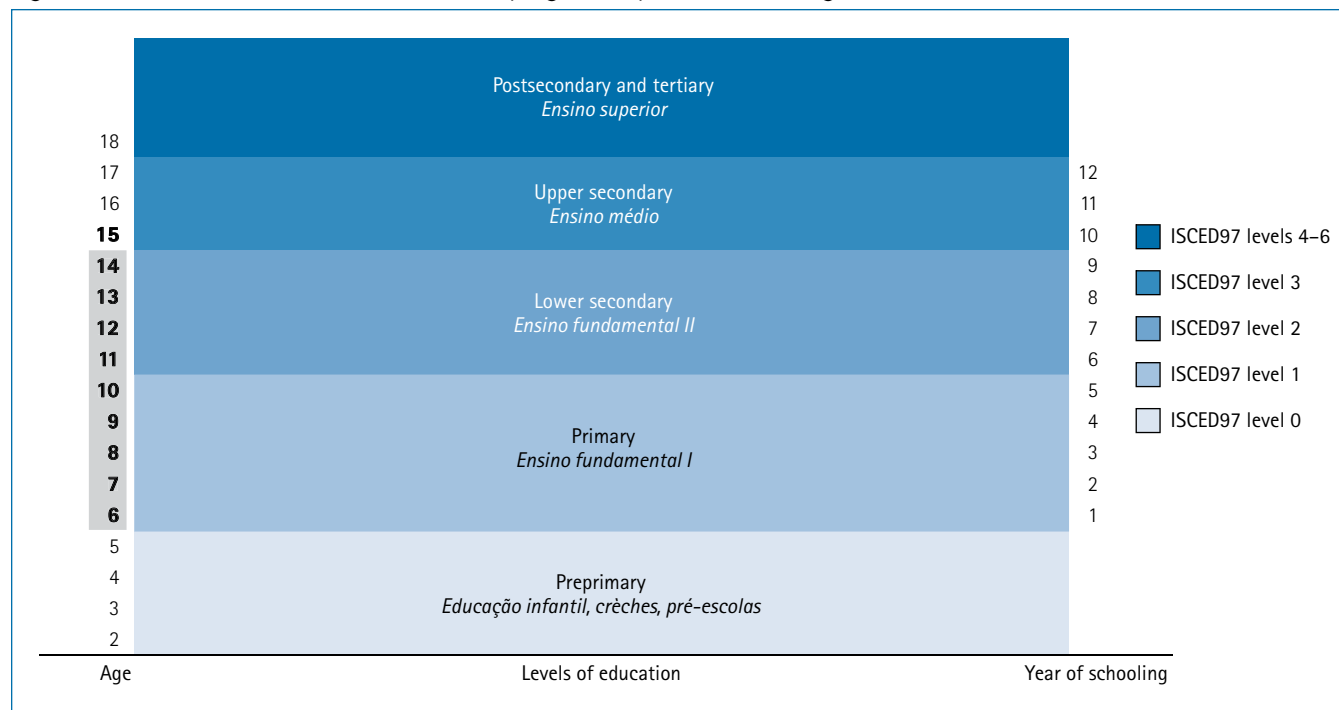 Postsecondary and tertiary
Ensino superior
18
17
12
Upper secondary
16
11
Ensino médio
15
10
ISCED97 levels 4–6
14
9
ISCED97 level 3
13
8
Lower secondary
12
Ensino fundamental II
7
ISCED97 level 2
11
6
10
5
ISCED97 level 1
9
4
ISCED97 level 0
Primary
8
Ensino fundamental I
3
7
2
6
1
5
4
Preprimary
3
Educação infantil, crèches, pré-escolas
2
Age
Levels of education
Year of schooling